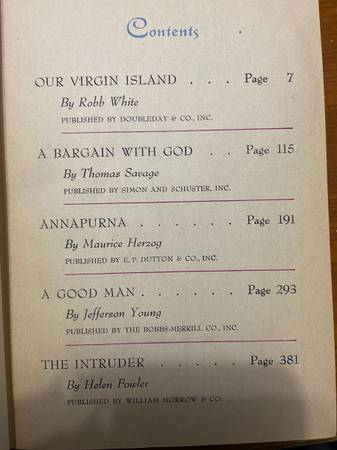 Contents
OUR VIRGIN ISLAND . . . Page 7
By Robb White
PUBLISHED BY DOUBLEDAY & CO., INC.
A BARGAIN WITH GOD . . Page 115
By Thomas Savage
PUBLISHED BY SIMON AND SCHUSTER, INC.
ANNAPURNA . . . . . . Page 191
By Maurice Herzog
PUBLISHED BY E. P. DUTTON & CO., INC.
A GOOD MAN . . . . . . Page 293
By Jefferson Young
PUBLISHED BY THE BOBBS-MERRILL CO., INC.
THE INTRUDER . . . . . Page 381
By Helen Fowler
PUBLISHED BY WILLIAM MORROW & CO.